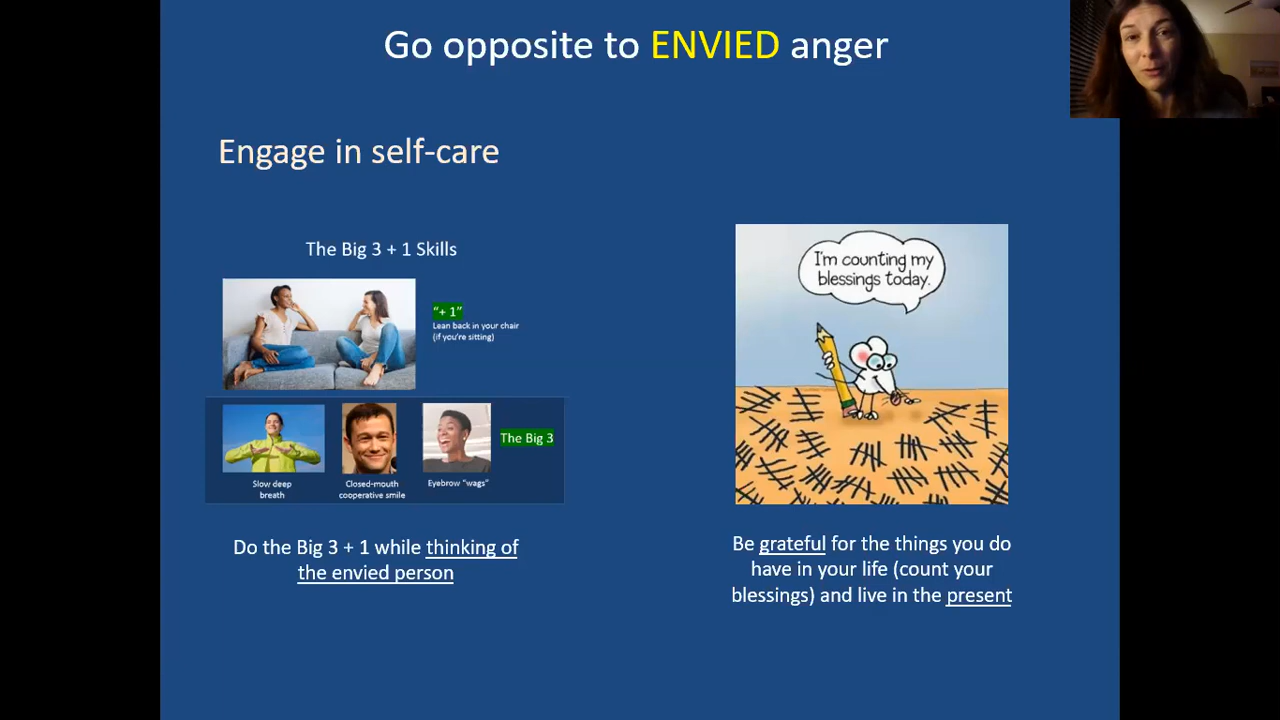 Go opposite to ENVIED anger
Engage in self-care
The Big 3 + 1 Skills
"+ 1"
Lean back in your chair
(if you're sitting)
The Big 3
Slow deep
breath
Closed-mouth
cooperative smile
Eyebrow "wags"
Do the Big 3 + 1 while thinking of
the envied person
I'm counting my
blessings today.
Be grateful for the things you do
have in your life (count your
blessings) and live in the present